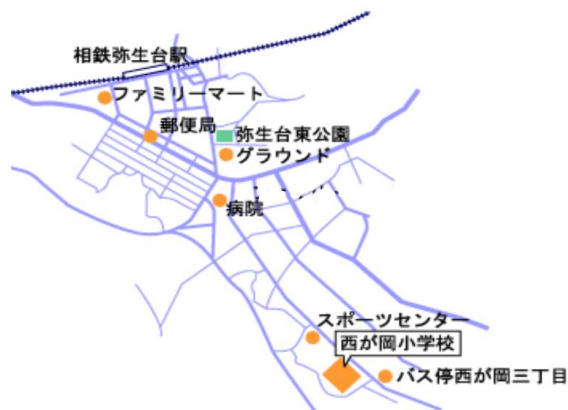 相鉄弥生台駅
ファミリーマート
郵便局
弥生台東公園
グラウンド
病院
スポーツセンター
西が岡小学校
バス停西が岡三丁目